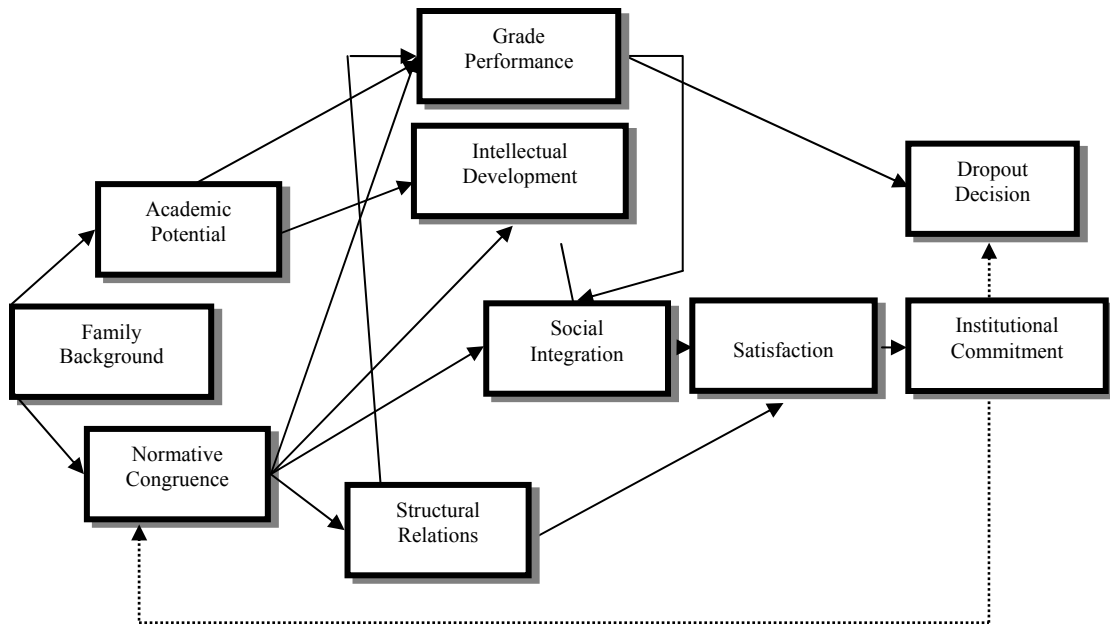 Grade
Performance
Intellectual
Development
Dropout
Decision
Academic
Potential
Family
Background
Social
Integration
Satisfaction
Institutional
Commitment
Normative
Congruence
Structural
Relations